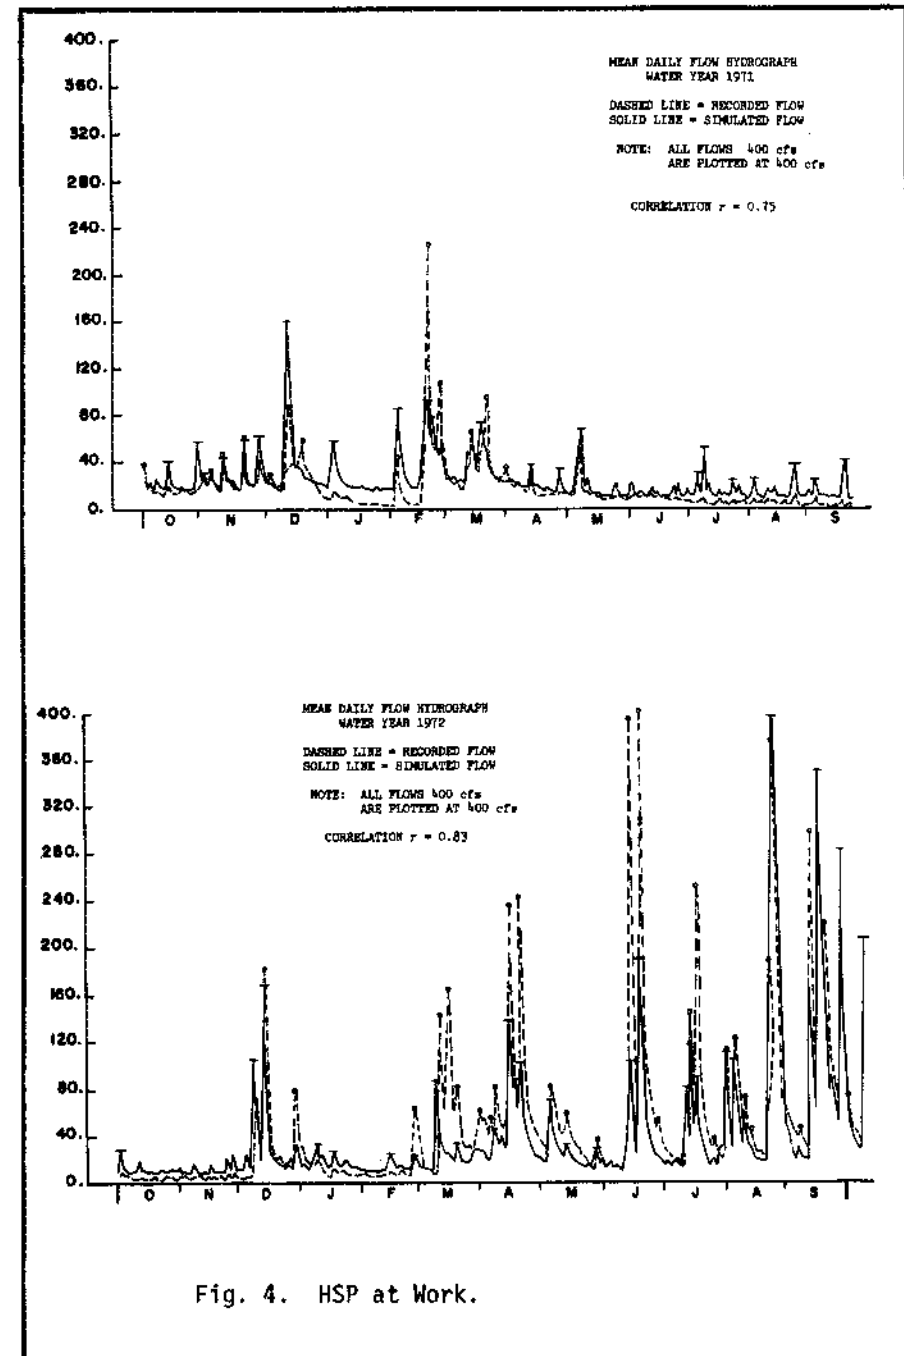 400.
360.
320.
280.
240.
200.
160.
120.
80.
40.
0.
MEAN DAILY FLOW HYDROGRAPH
WATER YEAR 1971
DASHED LINE = RECORDED FLOW
SOLID LINE = SIMULATED FLOW
NOTE: ALL FLOWS 400 cfs
ARE PLOTTED AT 400 cfs
CORRELATION r = 0.75
O N D J F M A M J J A S
400.
360.
320.
280.
240.
200.
160.
120.
80.
40.
0.
MEAN DAILY FLOW HYDROGRAPH
WATER YEAR 1972
DASHED LINE = RECORDED FLOW
SOLID LINE = SIMULATED FLOW
NOTE: ALL FLOWS 400 cfs
ARE PLOTTED AT 400 cfs
CORRELATION r = 0.83
O N D J F M A M J J A S
Fig. 4. HSP at Work.